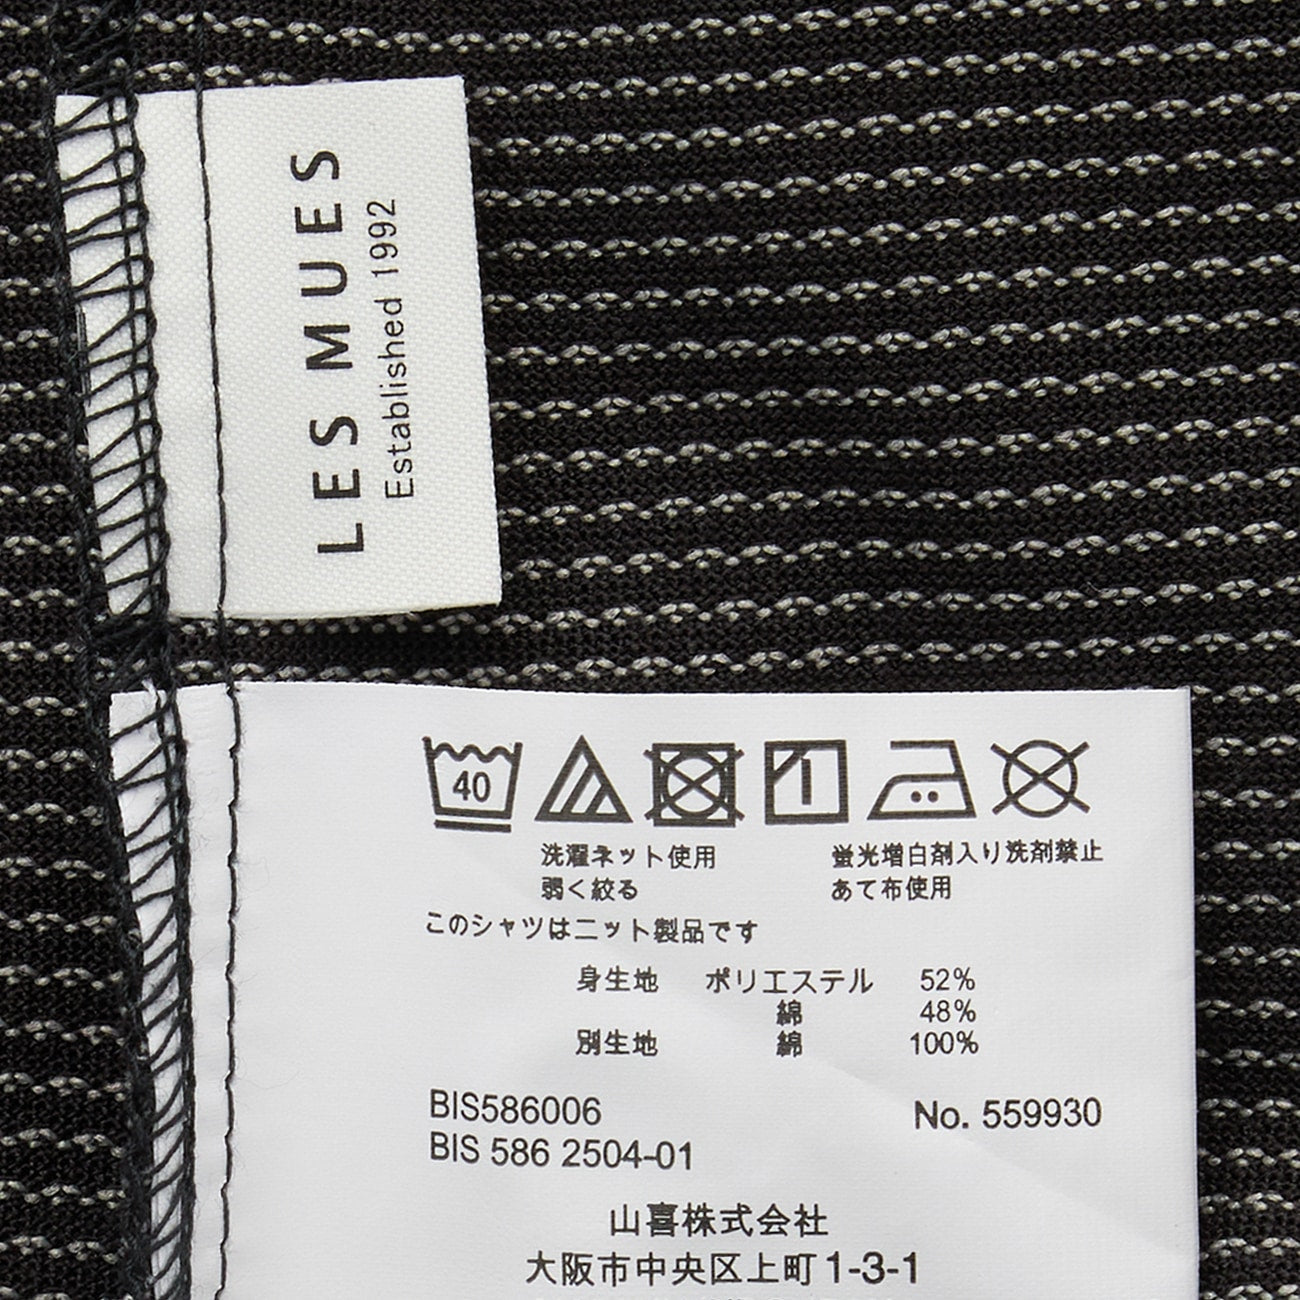 LES MUES
Established 1992
40
洗濯ネット使用 蛍光増白剤入り洗剤禁止
弱く絞る あて布使用
このシャツはニット製品です
身生地 ポリエステル 52%
綿 48%
別生地 綿 100%
BIS586006 No. 559930
BIS 586 2504-01
山喜株式会社
大阪市中央区上町1-3-1